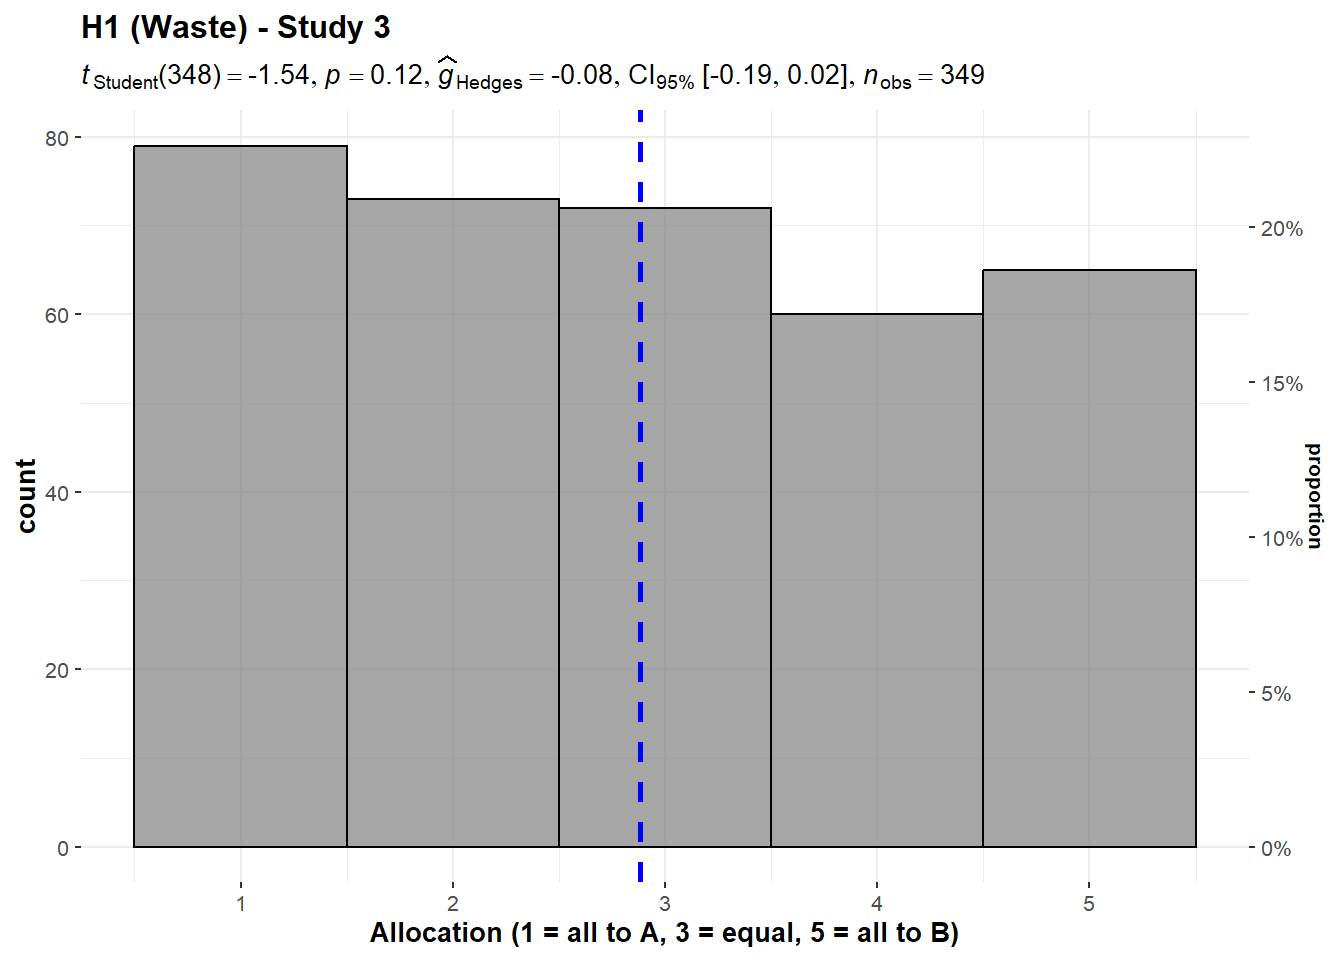 H1 (Waste) - Study 3
t Student(348) = -1.54, p = 0.12, ĝ Hedges = -0.08, CI95% [-0.19, 0.02], nobs = 349
80
60
40
20
0
count
20%
15%
10%
5%
0%
proportion
1 2 3 4 5
Allocation (1 = all to A, 3 = equal, 5 = all to B)